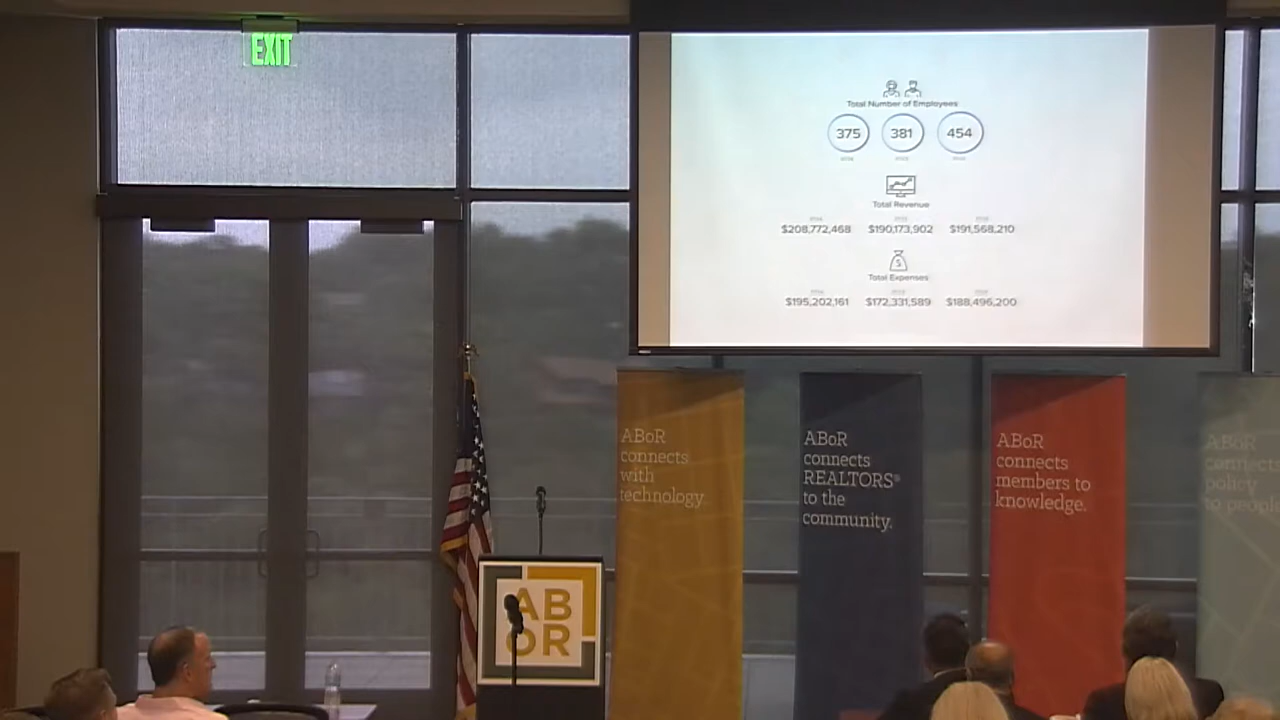 EXIT
Total Number of Employees
375 381 454
Total Revenue
$208,772,468 $190,173,902 $191,568,210
Total Expenses
$195,202,161 $172,331,589 $188,496,200
ABoR
connects
with
technology.
ABoR
connects
REALTORS®
to the
community.
ABoR
connects
members to
knowledge.
ABoR
connects
policy
to people
AB
OR